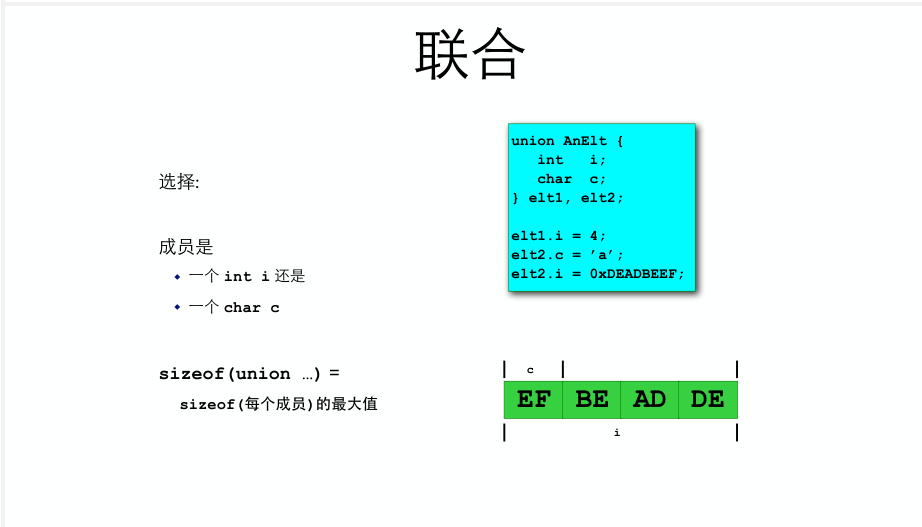 联合
选择:
成员是
一个 int i 还是
一个 char c
sizeof(union …) =
sizeof(每个成员)的最大值
union AnElt {
int i;
char c;
} elt1, elt2;
elt1.i = 4;
elt2.c = ’a’;
elt2.i = 0xDEADBEEF;
c
EF BE AD DE
i